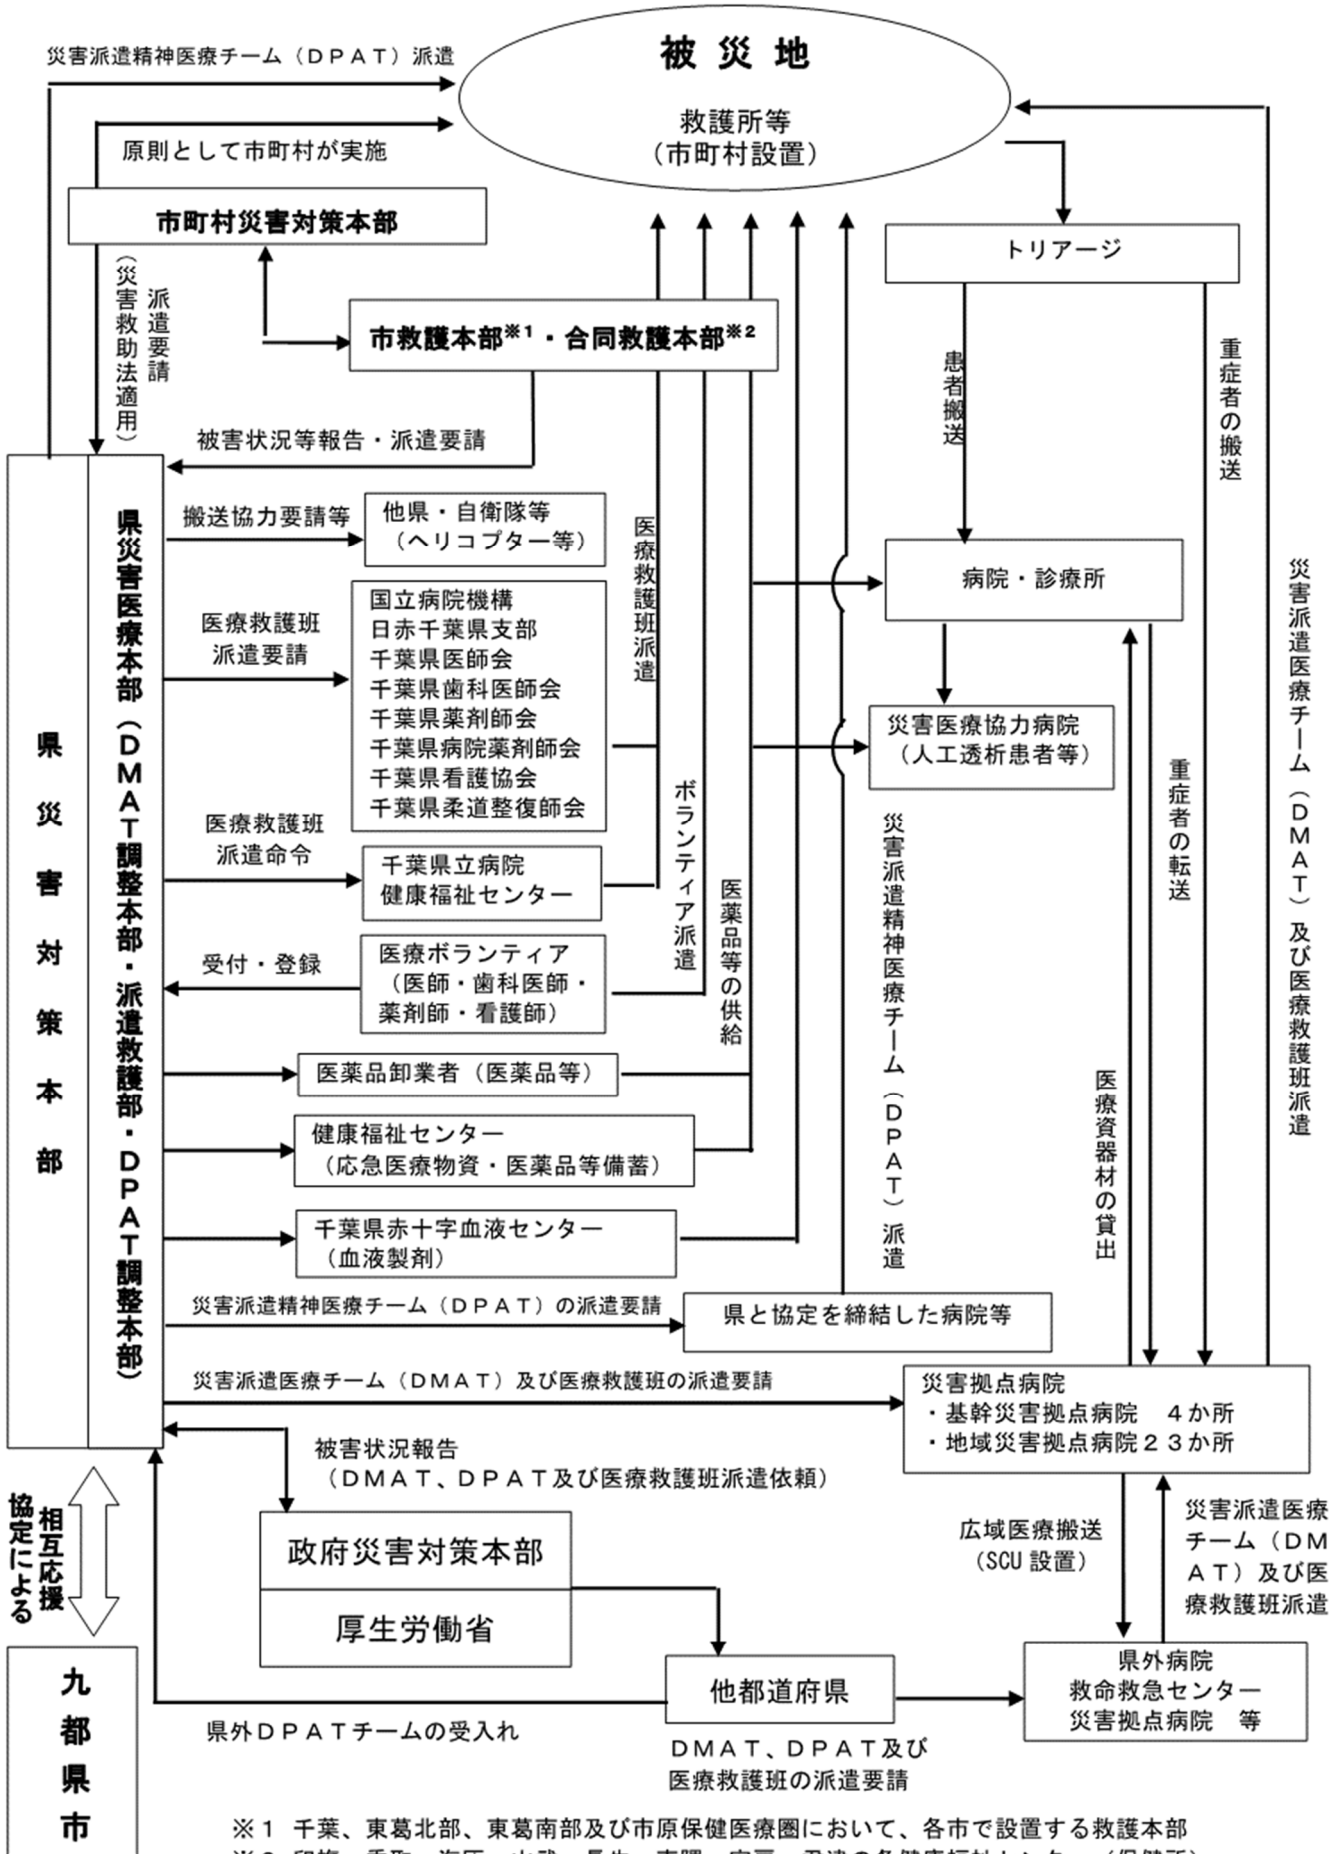 災害派遣精神医療チーム（ＤＰＡＴ）派遣
被災地
救護所等
（市町村設置）
原則として市町村が実施
市町村災害対策本部
トリアージ
派遣要請
（災害救助法適用）
市救護本部※1・合同救護本部※2
患者搬送
重症者の搬送
被害状況等報告・派遣要請
県災害対策本部
県災害医療本部（ＤＭＡＴ調整本部・派遣救護部・ＤＰＡＴ調整本部）
搬送協力要請等
他県・自衛隊等
（ヘリコプター等）
医療救護班派遣
病院・診療所
医療救護班
派遣要請
国立病院機構
日赤千葉県支部
千葉県医師会
千葉県歯科医師会
千葉県薬剤師会
千葉県病院薬剤師会
千葉県看護協会
千葉県柔道整復師会
災害医療協力病院
（人工透析患者等）
災害派遣医療チーム（ＤＭＡＴ）及び医療救護班派遣
重症者の転送
ボランティア派遣
医療救護班
派遣命令
千葉県立病院
健康福祉センター
医薬品等の供給
災害派遣精神医療チーム（ＤＰＡＴ）派遣
受付・登録
医療ボランティア
（医師・歯科医師・
薬剤師・看護師）
医薬品卸業者（医薬品等）
医療資器材の貸出
健康福祉センター
（応急医療物資・医薬品等備蓄）
千葉県赤十字血液センター
（血液製剤）
災害派遣精神医療チーム（ＤＰＡＴ）の派遣要請
県と協定を締結した病院等
災害派遣医療チーム（ＤＭＡＴ）及び医療救護班の派遣要請
災害拠点病院
・基幹災害拠点病院　４か所
・地域災害拠点病院２３か所
被害状況報告
（ＤＭＡＴ、ＤＰＡＴ及び医療救護班派遣依頼）
相互応援
協定による
政府災害対策本部
厚生労働省
広域医療搬送
（SCU 設置）
災害派遣医療
チーム（ＤＭ
ＡＴ）及び医
療救護班派遣
九都県市
他都道府県
県外病院
救命救急センター
災害拠点病院　等
県外ＤＰＡＴチームの受入れ
ＤＭＡＴ、ＤＰＡＴ及び
医療救護班の派遣要請
※１　千葉、東葛北部、東葛南部及び市原保健医療圏において、各市で設置する救護本部